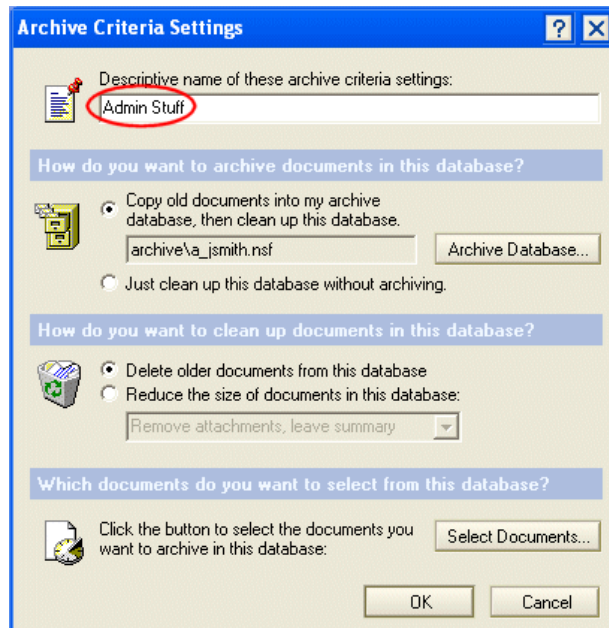 Archive Criteria Settings
?
X
Descriptive name of these archive criteria settings:
Admin Stuff
How do you want to archive documents in this database?
Copy old documents into my archive
database, then clean up this database.
archive\a_jsmith.nsf
Archive Database...
Just clean up this database without archiving.
How do you want to clean up documents in this database?
Delete older documents from this database
Reduce the size of documents in this database:
Remove attachments, leave summary
Which documents do you want to select from this database?
Click the button to select the documents you
want to archive in this database:
Select Documents...
OK
Cancel